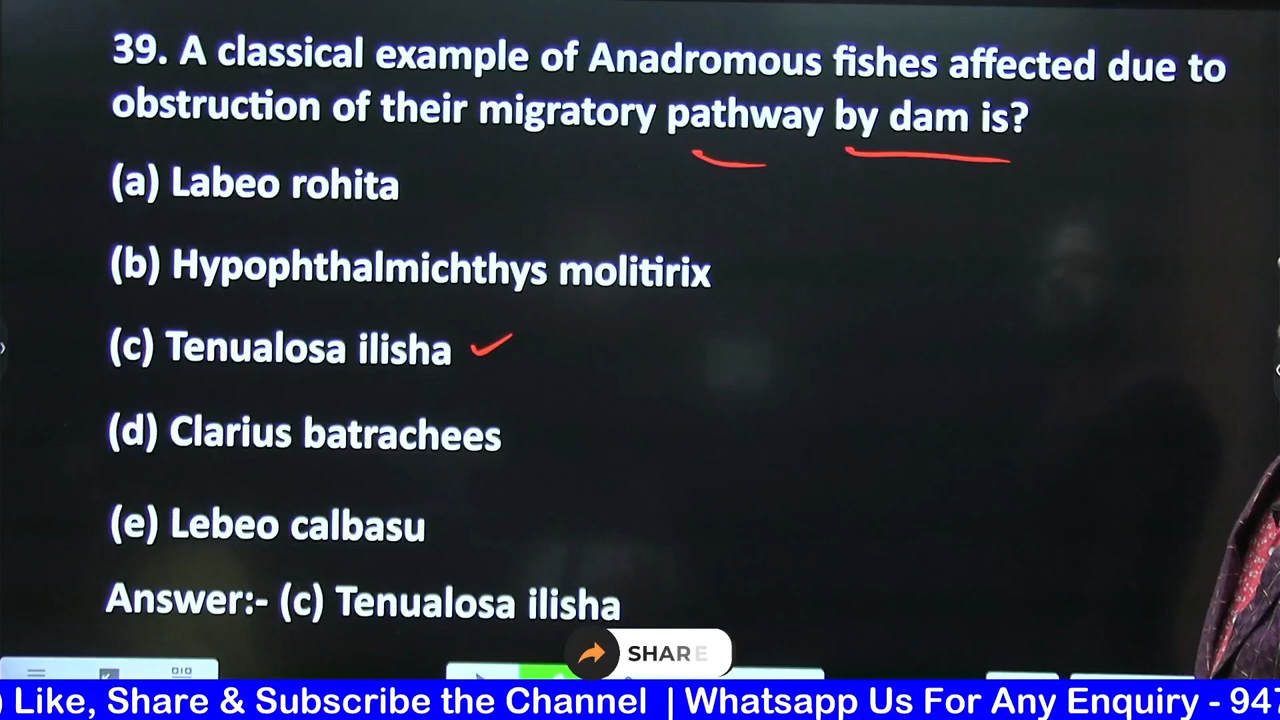 39. A classical example of Anadromous fishes affected due to
obstruction of their migratory pathway by dam is?
(a) Labeo rohita
(b) Hypophthalmichthys molitirix
(c) Tenualosa ilisha
(d) Clarius batrachees
(e) Lebeo calbasu
Answer:- (c) Tenualosa ilisha
SHARE
) Like, Share & Subscribe the Channel | Whatsapp Us For Any Enquiry - 947